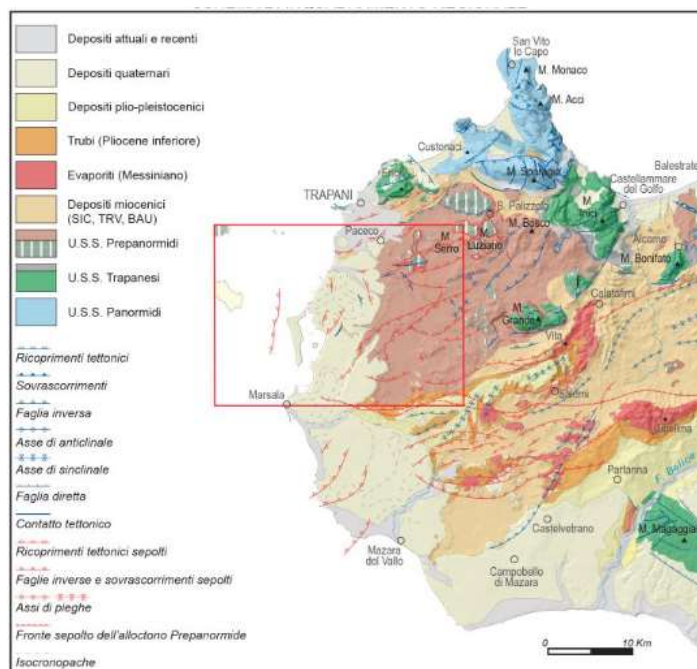 Depositi attuali e recenti
Depositi quaternari
Depositi plio-pleistocenici
Trubi (Pliocene inferiore)
Evaporiti (Messiniano)
Depositi miocenici
(SIC, TRV, BAU)
U.S.S. Prepanormidi
U.S.S. Trapanesi
U.S.S. Panormidi
Ricoprimenti tettonici
Sovrascorrimenti
Faglia inversa
Asse di anticlinale
Asse di sinclinale
Faglia diretta
Contatto tettonico
Ricoprimenti tettonici sepolti
Faglie inverse e sovrascorrimenti sepolti
Assi di pieghe
Fronte sepolto dell'alloctono Prepanormide
Isocronopache
San Vito
lo Capo
M. Monaco
M. Acci
Custonaci
M. Sparagio
Balestrate
Castellammare
del Golfo
TRAPANI
B. Palizzolo
M.
Inici
Paceco
M.
Serro
M.
Luziano
M. Bosco
Alcamo
M. Bonifato
M.
Grande
Calatafimi
Vita
Marsala
Partanna
F. Belice
Castelvetrano
M. Magaggiaro
Mazara
del Vallo
Campobello
di Mazara
0
10 Km